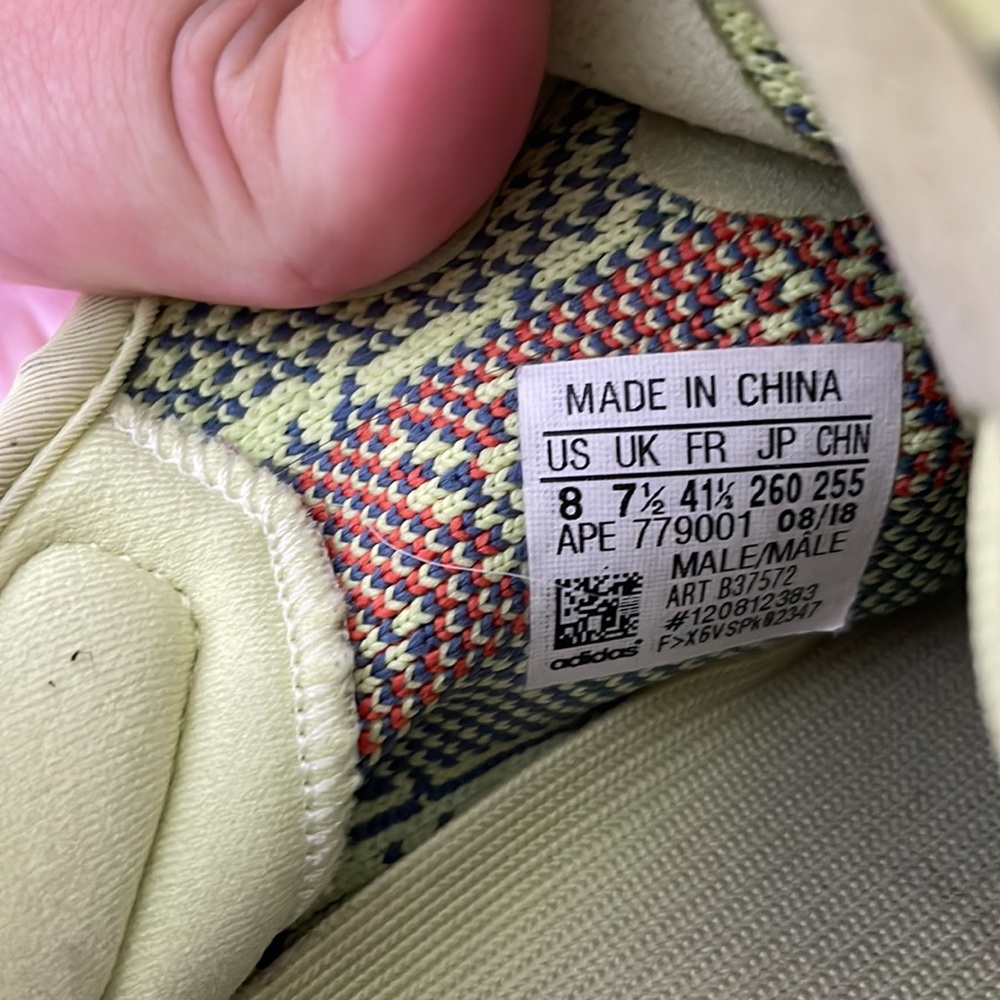 MADE IN CHINA
US UK FR JP CHN
8 7½ 41⅓ 260 255
APE 779001 08/18
MALE/MÂLE
ART B37572
#120812383
F>X6VSPk02347
adidas